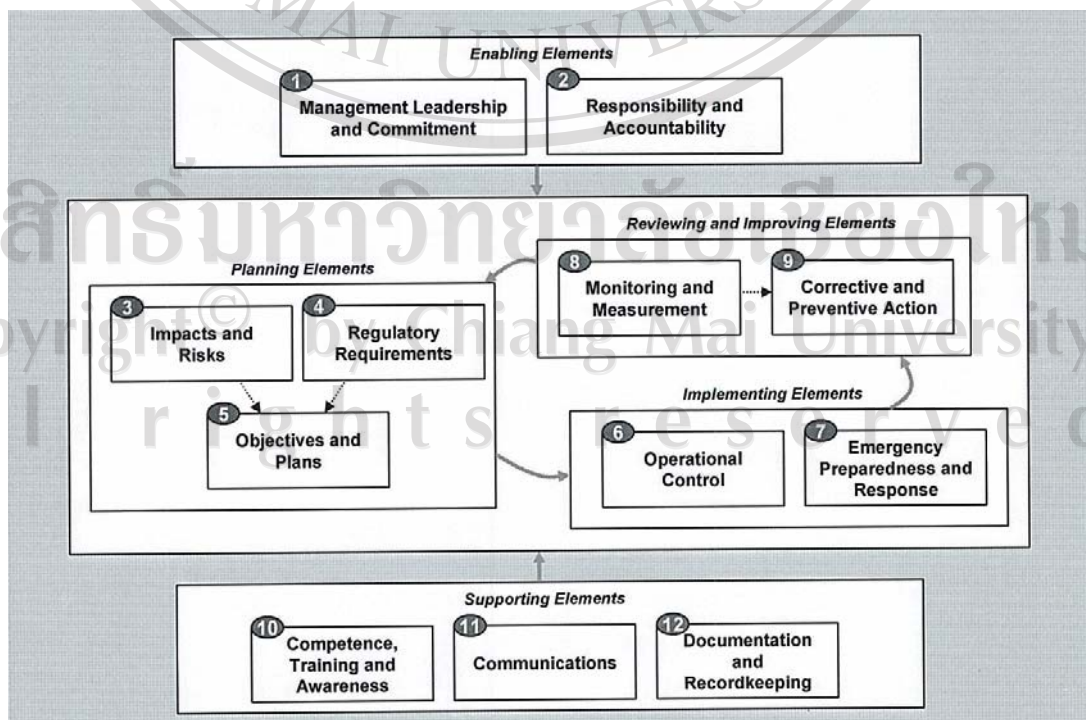 MAI UNIVER
Enabling Elements
1
Management Leadership
and Commitment
2
Responsibility and
Accountability
สิทธิ์มหาวิทยาลัยเชียงใหม่
Copyright © by Chiang Mai University
All rights reserved
Planning Elements
3
Impacts and
Risks
4
Regulatory
Requirements
5
Objectives and
Plans
Reviewing and Improving Elements
8
Monitoring and
Measurement
9
Corrective and
Preventive Action
Implementing Elements
6
Operational
Control
7
Emergency
Preparedness and
Response
Supporting Elements
10
Competence,
Training and
Awareness
11
Communications
12
Documentation
and
Recordkeeping